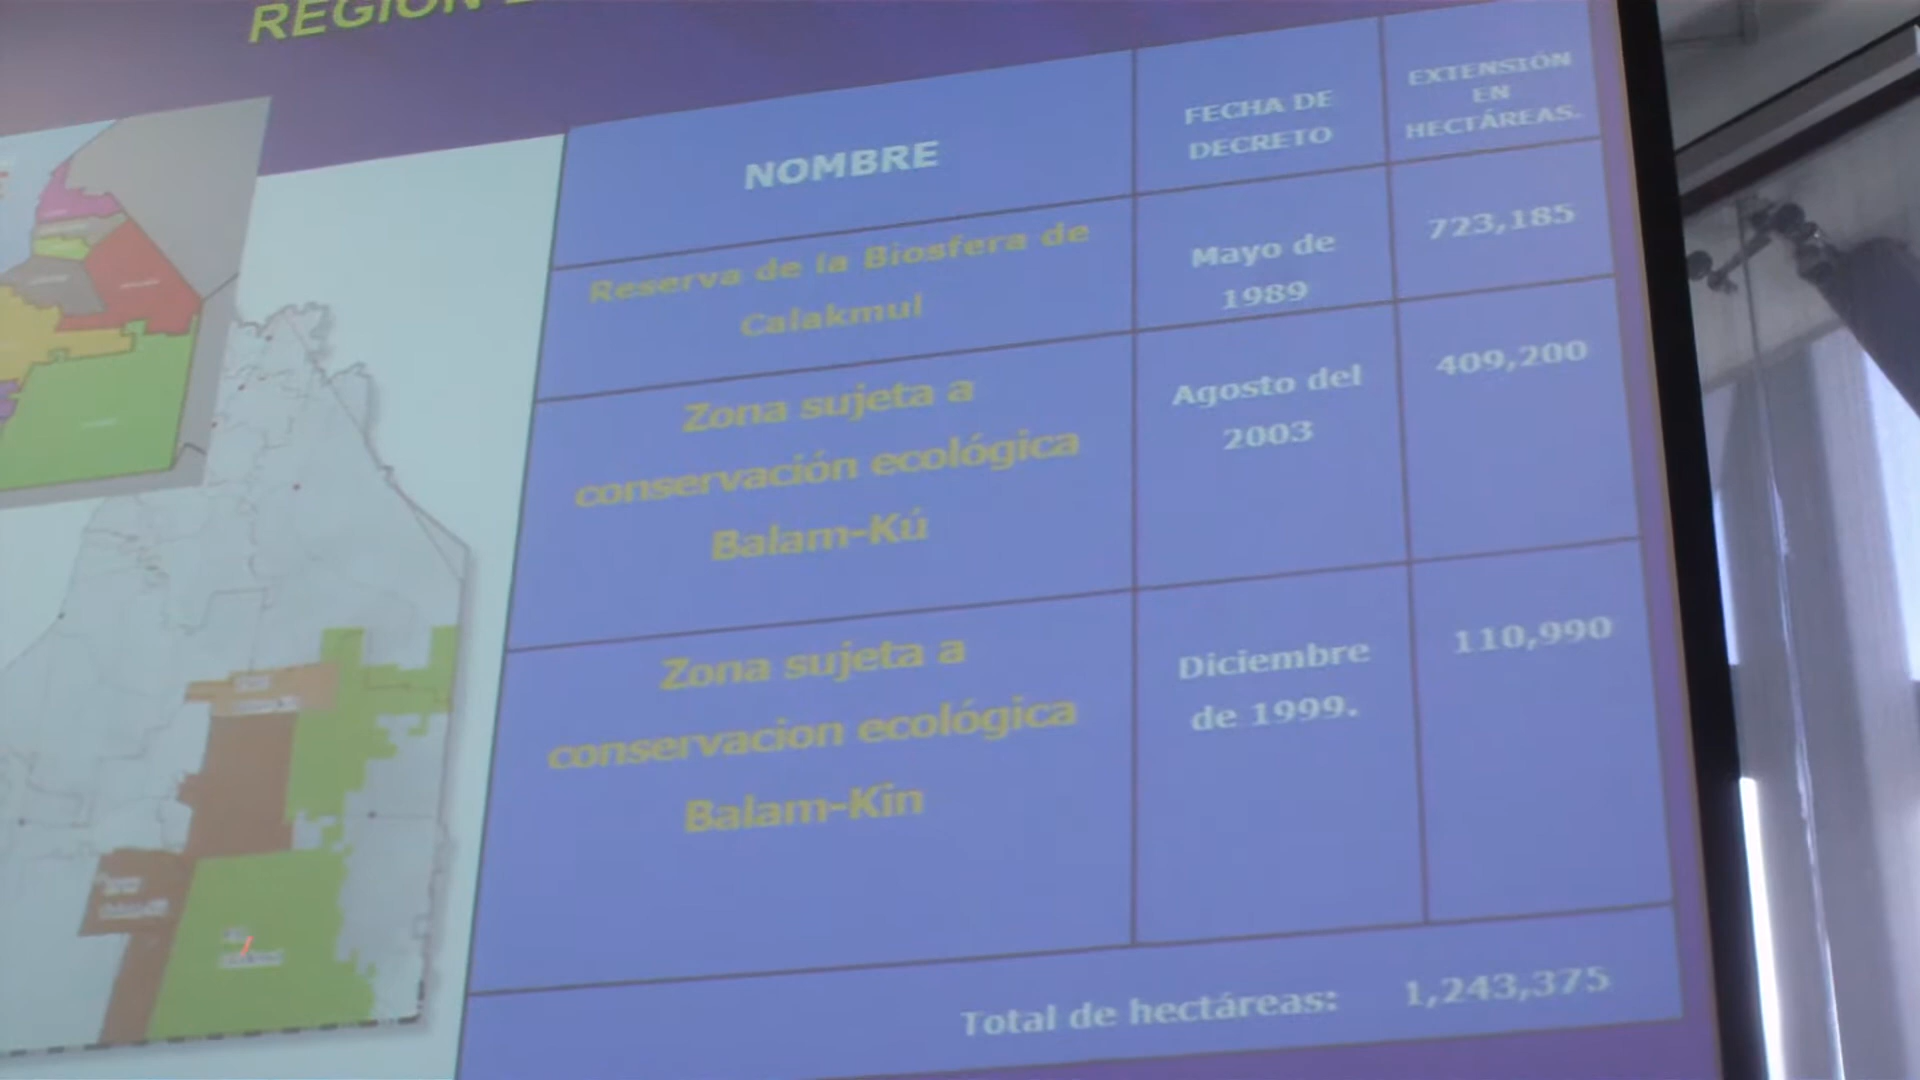 REGIÓN
NOMBRE
FECHA DE
DECRETO
EXTENSIÓN
EN
HECTÁREAS.
Reserva de la Biosfera de
Calakmul
Mayo de
1989
723,185
Zona sujeta a
conservación ecológica
Balam-Kú
Agosto del
2003
409,200
Zona sujeta a
conservacion ecológica
Balam-Kin
Diciembre
de 1999.
110,990
Total de hectáreas: 1,243,375